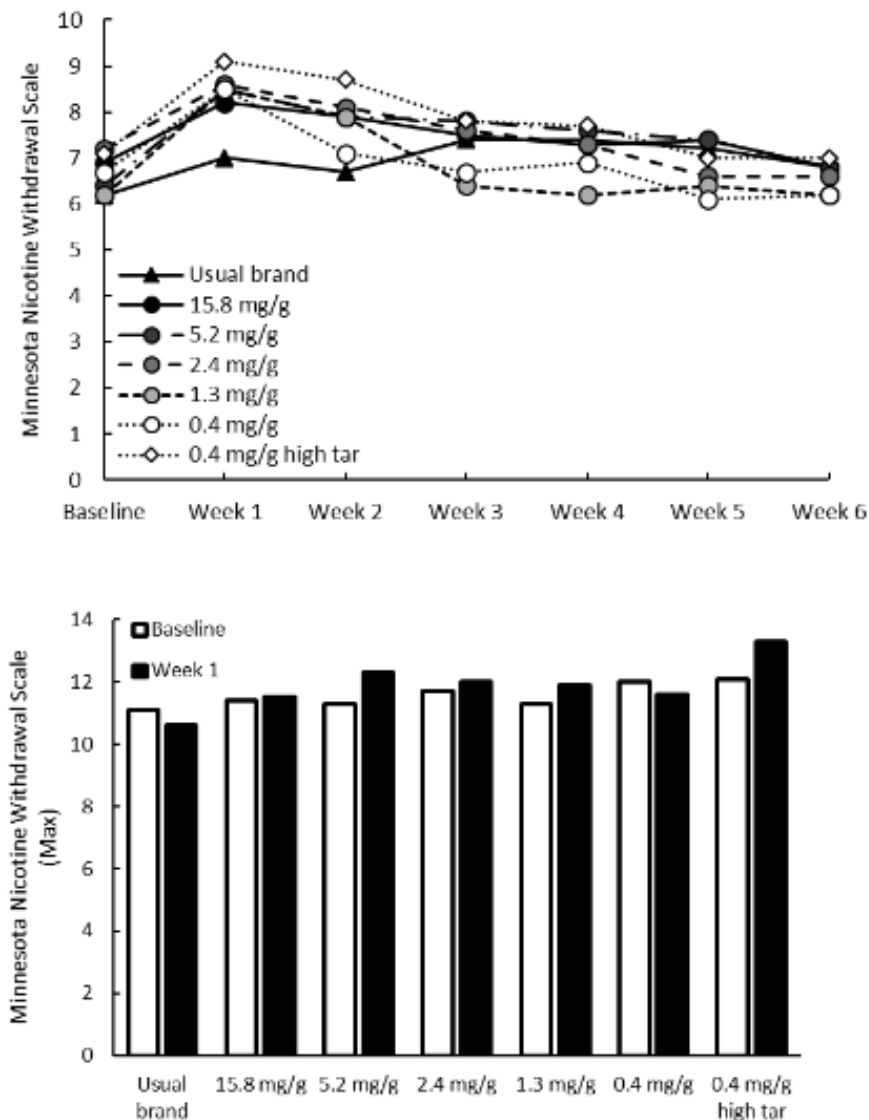 Minnesota Nicotine Withdrawal Scale
10
9
8
7
6
5
4
3
2
1
0
Usual brand
15.8 mg/g
5.2 mg/g
2.4 mg/g
1.3 mg/g
0.4 mg/g
0.4 mg/g high tar
Baseline Week 1 Week 2 Week 3 Week 4 Week 5 Week 6
Minnesota Nicotine Withdrawal Scale
(Max)
14
12
10
8
6
4
2
0
Baseline
Week 1
Usual 15.8 mg/g 5.2 mg/g 2.4 mg/g 1.3 mg/g 0.4 mg/g 0.4 mg/g
brand high tar